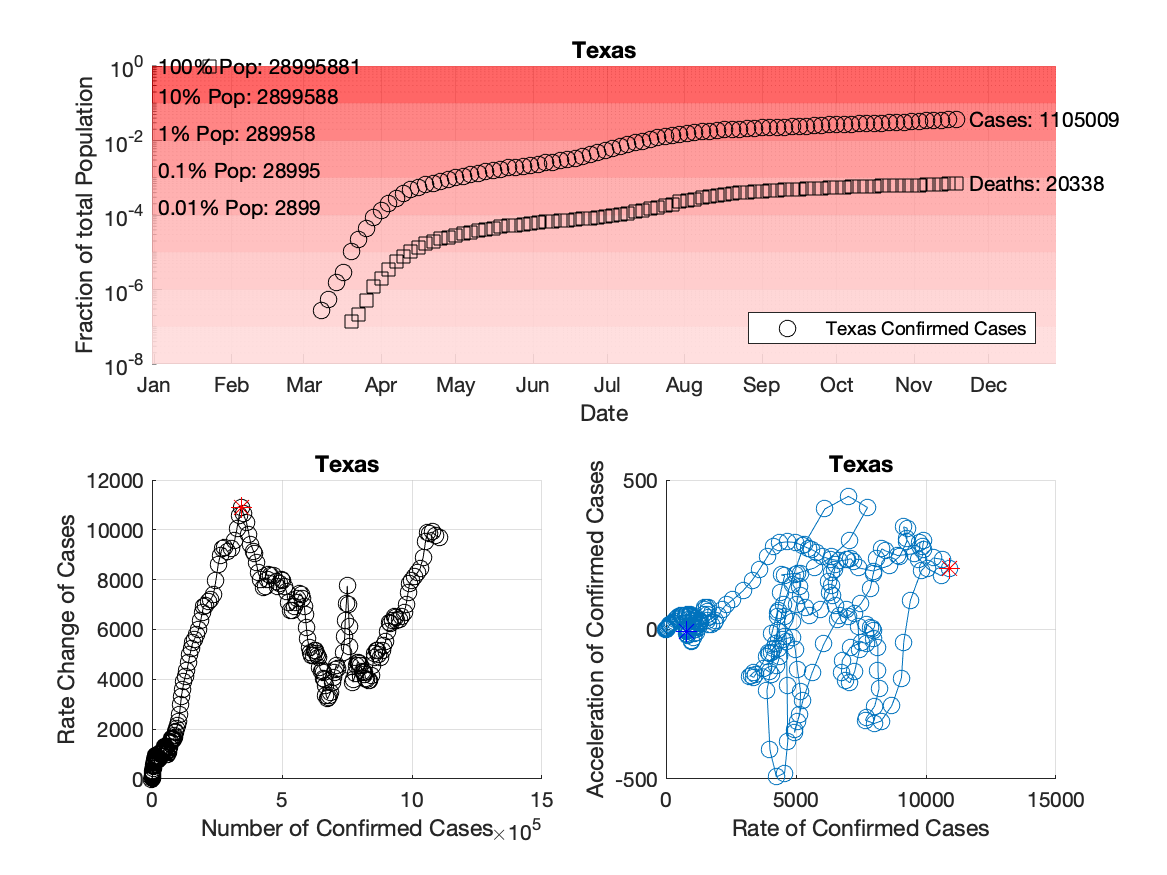 Texas
Fraction of total Population
10^0
10^-2
10^-4
10^-6
10^-8
100% Pop: 28995881
10% Pop: 2899588
1% Pop: 289958
0.1% Pop: 28995
0.01% Pop: 2899
Cases: 1105009
Deaths: 20338
Texas Confirmed Cases
Jan Feb Mar Apr May Jun Jul Aug Sep Oct Nov Dec
Date
Texas
Rate Change of Cases
12000
10000
8000
6000
4000
2000
0
0 5 10 15
Number of Confirmed Cases ×10^5
Texas
Acceleration of Confirmed Cases
500
0
-500
0 5000 10000 15000
Rate of Confirmed Cases